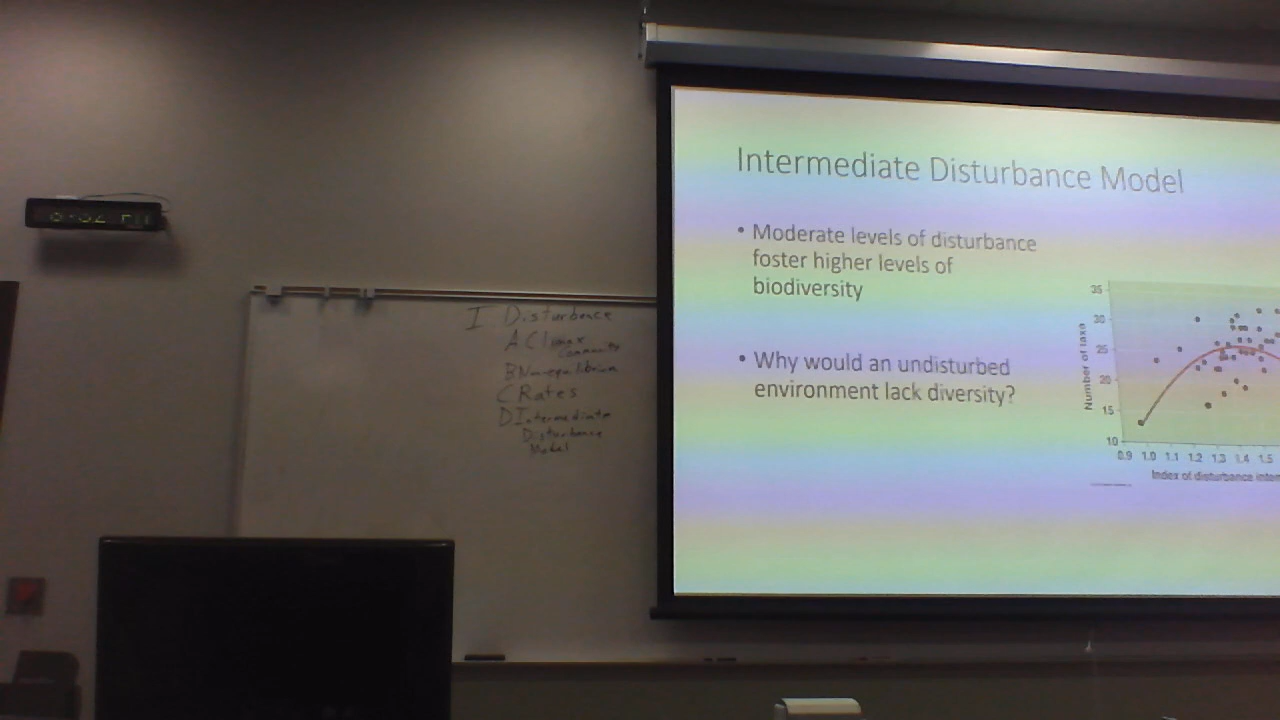 Intermediate Disturbance Model
• Moderate levels of disturbance
foster higher levels of
biodiversity
• Why would an undisturbed
environment lack diversity?
Number of taxa
35
30
25
20
15
10
0.9 1.0 1.1 1.2 1.3 1.4 1.5
Index of disturbance
I Disturbance
A Climax
community
B Non-equilibrium
C Rates
D Intermediate
Disturbance
Model